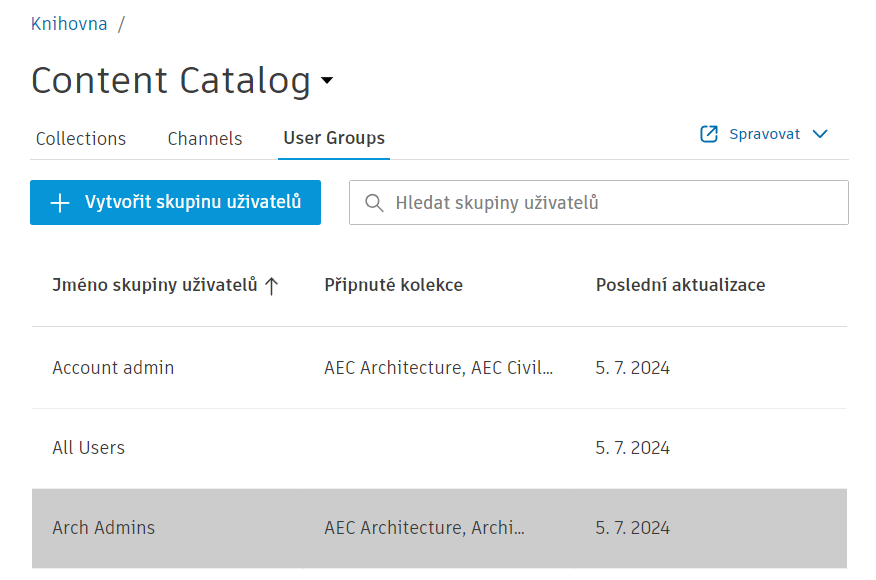 Knihovna /
Content Catalog
Collections Channels User Groups Spravovat
Vytvořit skupinu uživatelů Hledat skupiny uživatelů
Jméno skupiny uživatelů Připnuté kolekce Poslední aktualizace
Account admin AEC Architecture, AEC Civil... 5. 7. 2024
All Users 5. 7. 2024
Arch Admins AEC Architecture, Archi... 5. 7. 2024